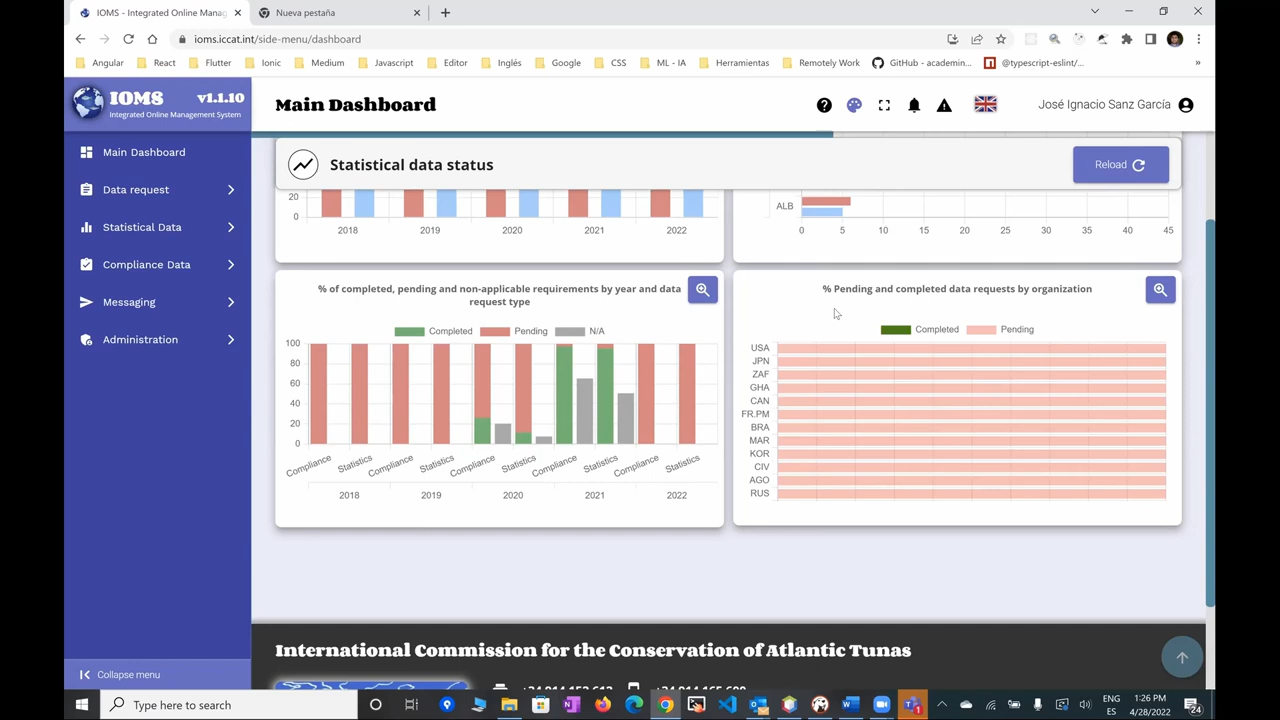 IOMS - Integrated Online Manag
Nueva pestaña
ioms.iccat.int/side-menu/dashboard
Angular
React
Flutter
Ionic
Medium
Javascript
Editor
Inglés
Google
CSS
ML - IA
Herramientas
Remotely Work
GitHub - academin...
@typescript-eslint/...
»
IOMS v1.1.10
Integrated Online Management System
Main Dashboard
José Ignacio Sanz García
Main Dashboard
Data request
Statistical Data
Compliance Data
Messaging
Administration
Collapse menu
Statistical data status
Reload
20
0
2018 2019 2020 2021 2022
ALB
0 5 10 15 20 25 30 35 40 45
% of completed, pending and non-applicable requirements by year and data
request type
Completed Pending N/A
100
80
60
40
20
0
Compliance Statistics Compliance Statistics Compliance Statistics Compliance Statistics Compliance Statistics
2018 2019 2020 2021 2022
% Pending and completed data requests by organization
Completed Pending
USA
JPN
ZAF
GHA
CAN
FR.PM
BRA
MAR
KOR
CIV
AGO
RUS
International Commission for the Conservation of Atlantic Tunas
Type here to search
ENG
ES
1:26 PM
4/28/2022
24